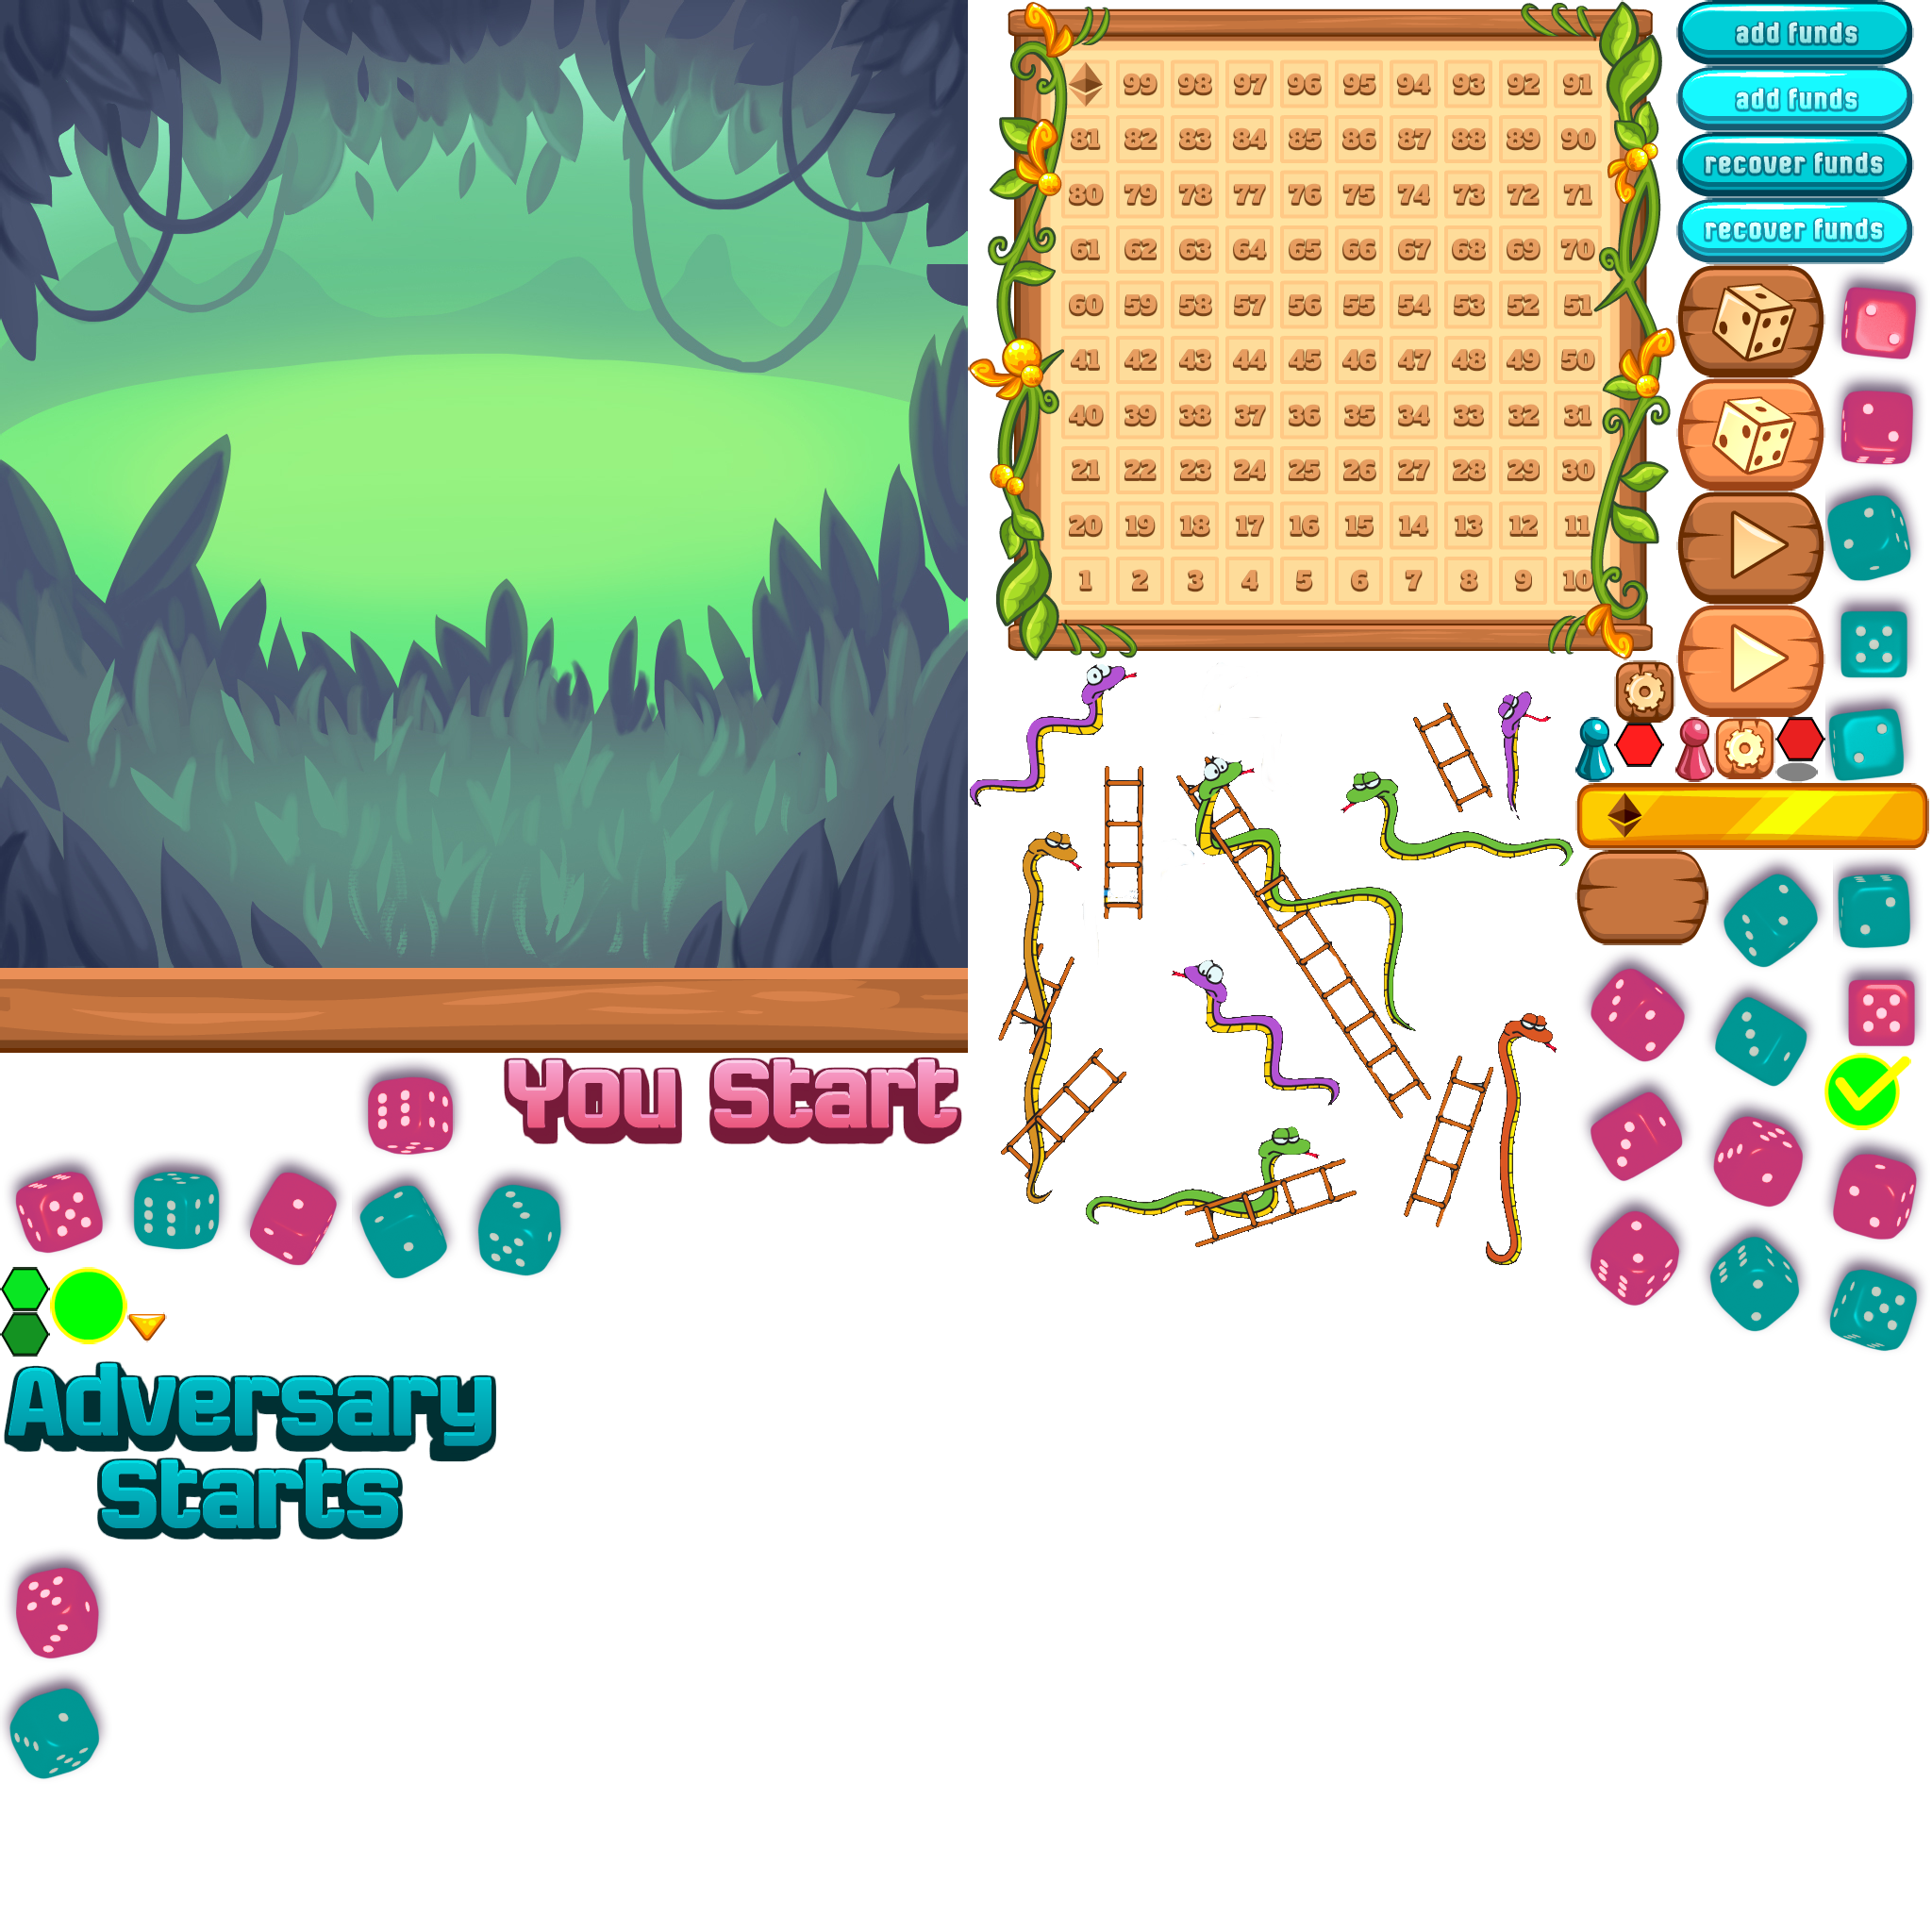 99 98 97 96 95 94 93 92 91
81 82 83 84 85 86 87 88 89 90
80 79 78 77 76 75 74 73 72 71
61 62 63 64 65 66 67 68 69 70
60 59 58 57 56 55 54 53 52 51
41 42 43 44 45 46 47 48 49 50
40 39 38 37 36 35 34 33 32 31
21 22 23 24 25 26 27 28 29 30
20 19 18 17 16 15 14 13 12 11
1 2 3 4 5 6 7 8 9 10
add funds
add funds
recover funds
recover funds
You Start
Adversary
Starts